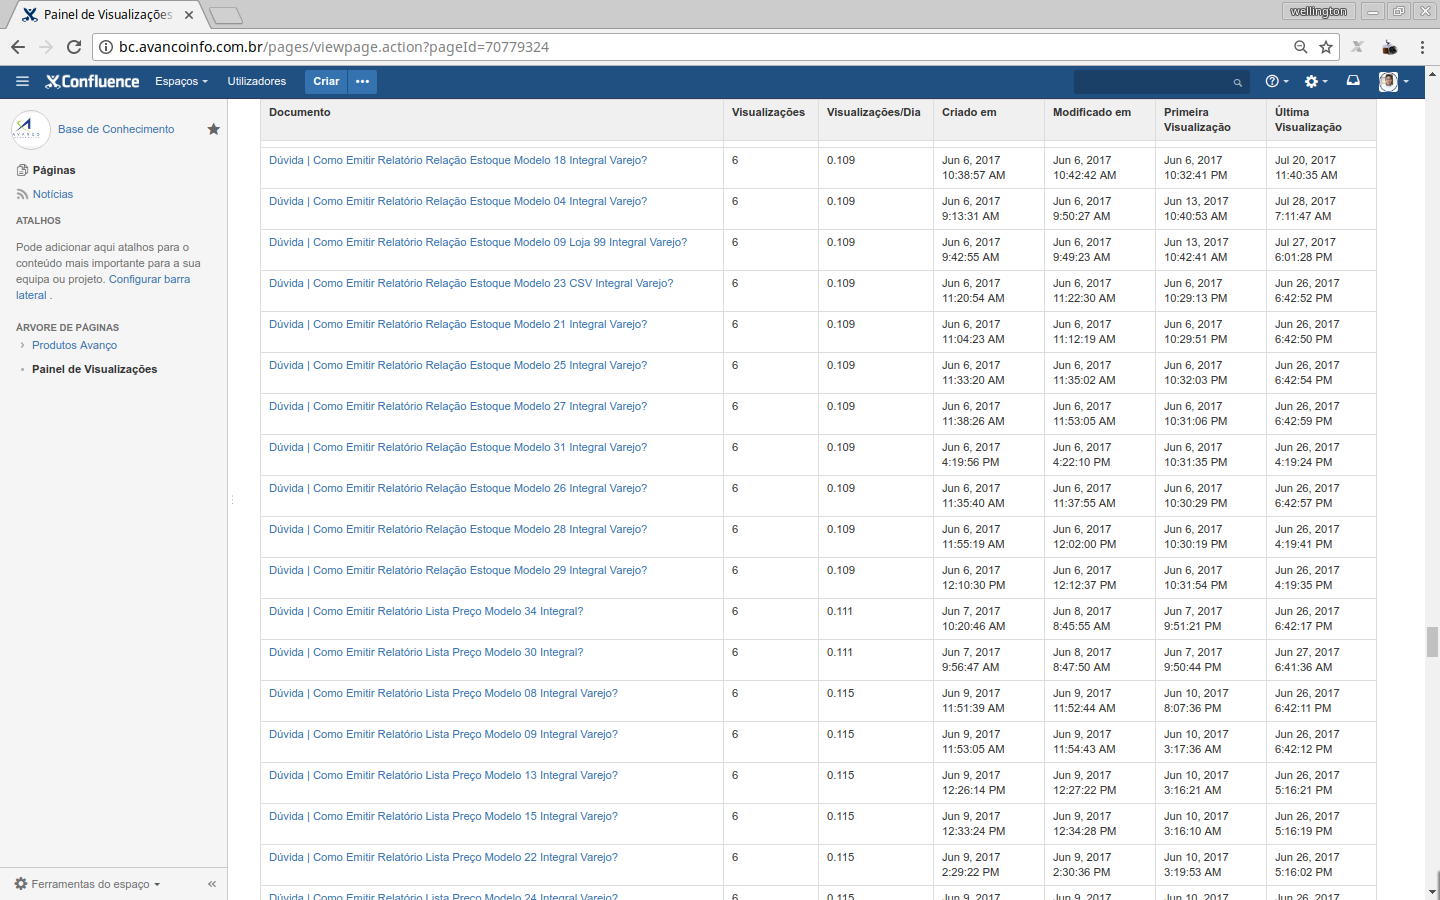 Painel de Visualizações
wellington
bc.avancoinfo.com.br/pages/viewpage.action?pageId=70779324
Confluence
Espaços
Utilizadores
Criar
•••
Base de Conhecimento
Páginas
Notícias
ATALHOS
Pode adicionar aqui atalhos para o
conteúdo mais importante para a sua
equipa ou projeto. Configurar barra
lateral .
ÁRVORE DE PÁGINAS
Produtos Avanço
Painel de Visualizações
Ferramentas do espaço
Documento Visualizações Visualizações/Dia Criado em Modificado em Primeira Última
Visualização Visualização
Dúvida | Como Emitir Relatório Relação Estoque Modelo 18 Integral Varejo? 6 0.109 Jun 6, 2017 Jun 6, 2017 Jun 6, 2017 Jul 20, 2017
10:38:57 AM 10:42:42 AM 10:32:41 PM 11:40:35 AM
Dúvida | Como Emitir Relatório Relação Estoque Modelo 04 Integral Varejo? 6 0.109 Jun 6, 2017 Jun 6, 2017 Jun 13, 2017 Jul 28, 2017
9:13:31 AM 9:50:27 AM 10:40:53 AM 7:11:47 AM
Dúvida | Como Emitir Relatório Relação Estoque Modelo 09 Loja 99 Integral Varejo? 6 0.109 Jun 6, 2017 Jun 6, 2017 Jun 13, 2017 Jul 27, 2017
9:42:55 AM 9:49:23 AM 10:42:41 AM 6:01:28 PM
Dúvida | Como Emitir Relatório Relação Estoque Modelo 23 CSV Integral Varejo? 6 0.109 Jun 6, 2017 Jun 6, 2017 Jun 6, 2017 Jun 26, 2017
11:20:54 AM 11:22:30 AM 10:29:13 PM 6:42:52 PM
Dúvida | Como Emitir Relatório Relação Estoque Modelo 21 Integral Varejo? 6 0.109 Jun 6, 2017 Jun 6, 2017 Jun 6, 2017 Jun 26, 2017
11:04:23 AM 11:12:19 AM 10:29:51 PM 6:42:50 PM
Dúvida | Como Emitir Relatório Relação Estoque Modelo 25 Integral Varejo? 6 0.109 Jun 6, 2017 Jun 6, 2017 Jun 6, 2017 Jun 26, 2017
11:33:20 AM 11:35:02 AM 10:32:03 PM 6:42:54 PM
Dúvida | Como Emitir Relatório Relação Estoque Modelo 27 Integral Varejo? 6 0.109 Jun 6, 2017 Jun 6, 2017 Jun 6, 2017 Jun 26, 2017
11:38:26 AM 11:53:05 AM 10:31:06 PM 6:42:59 PM
Dúvida | Como Emitir Relatório Relação Estoque Modelo 31 Integral Varejo? 6 0.109 Jun 6, 2017 Jun 6, 2017 Jun 6, 2017 Jun 26, 2017
4:19:56 PM 4:22:10 PM 10:31:35 PM 4:19:24 PM
Dúvida | Como Emitir Relatório Relação Estoque Modelo 26 Integral Varejo? 6 0.109 Jun 6, 2017 Jun 6, 2017 Jun 6, 2017 Jun 26, 2017
11:35:40 AM 11:37:55 AM 10:30:29 PM 6:42:57 PM
Dúvida | Como Emitir Relatório Relação Estoque Modelo 28 Integral Varejo? 6 0.109 Jun 6, 2017 Jun 6, 2017 Jun 6, 2017 Jun 26, 2017
11:55:19 AM 12:02:00 PM 10:30:19 PM 4:19:41 PM
Dúvida | Como Emitir Relatório Relação Estoque Modelo 29 Integral Varejo? 6 0.109 Jun 6, 2017 Jun 6, 2017 Jun 6, 2017 Jun 26, 2017
12:10:30 PM 12:12:37 PM 10:31:54 PM 4:19:35 PM
Dúvida | Como Emitir Relatório Lista Preço Modelo 34 Integral? 6 0.111 Jun 7, 2017 Jun 8, 2017 Jun 7, 2017 Jun 26, 2017
10:20:46 AM 8:45:55 AM 9:51:21 PM 6:42:17 PM
Dúvida | Como Emitir Relatório Lista Preço Modelo 30 Integral? 6 0.111 Jun 7, 2017 Jun 8, 2017 Jun 7, 2017 Jun 27, 2017
9:56:47 AM 8:47:50 AM 9:50:44 PM 6:41:36 AM
Dúvida | Como Emitir Relatório Lista Preço Modelo 08 Integral Varejo? 6 0.115 Jun 9, 2017 Jun 9, 2017 Jun 10, 2017 Jun 26, 2017
11:51:39 AM 11:52:44 AM 8:07:36 PM 6:42:11 PM
Dúvida | Como Emitir Relatório Lista Preço Modelo 09 Integral Varejo? 6 0.115 Jun 9, 2017 Jun 9, 2017 Jun 10, 2017 Jun 26, 2017
11:53:05 AM 11:54:43 AM 3:17:36 AM 6:42:12 PM
Dúvida | Como Emitir Relatório Lista Preço Modelo 13 Integral Varejo? 6 0.115 Jun 9, 2017 Jun 9, 2017 Jun 10, 2017 Jun 26, 2017
12:26:14 PM 12:27:22 PM 3:16:21 AM 5:16:21 PM
Dúvida | Como Emitir Relatório Lista Preço Modelo 15 Integral Varejo? 6 0.115 Jun 9, 2017 Jun 9, 2017 Jun 10, 2017 Jun 26, 2017
12:33:24 PM 12:34:28 PM 3:16:10 AM 5:16:19 PM
Dúvida | Como Emitir Relatório Lista Preço Modelo 22 Integral Varejo? 6 0.115 Jun 9, 2017 Jun 9, 2017 Jun 10, 2017 Jun 26, 2017
2:29:22 PM 2:30:36 PM 3:19:53 AM 5:16:02 PM
Dúvida | Como Emitir Relatório Lista Preço Modelo 24 Integral Varejo? 6 0.115 Jun 9, 2017 Jun 9, 2017 Jun 10, 2017 Jun 26, 2017